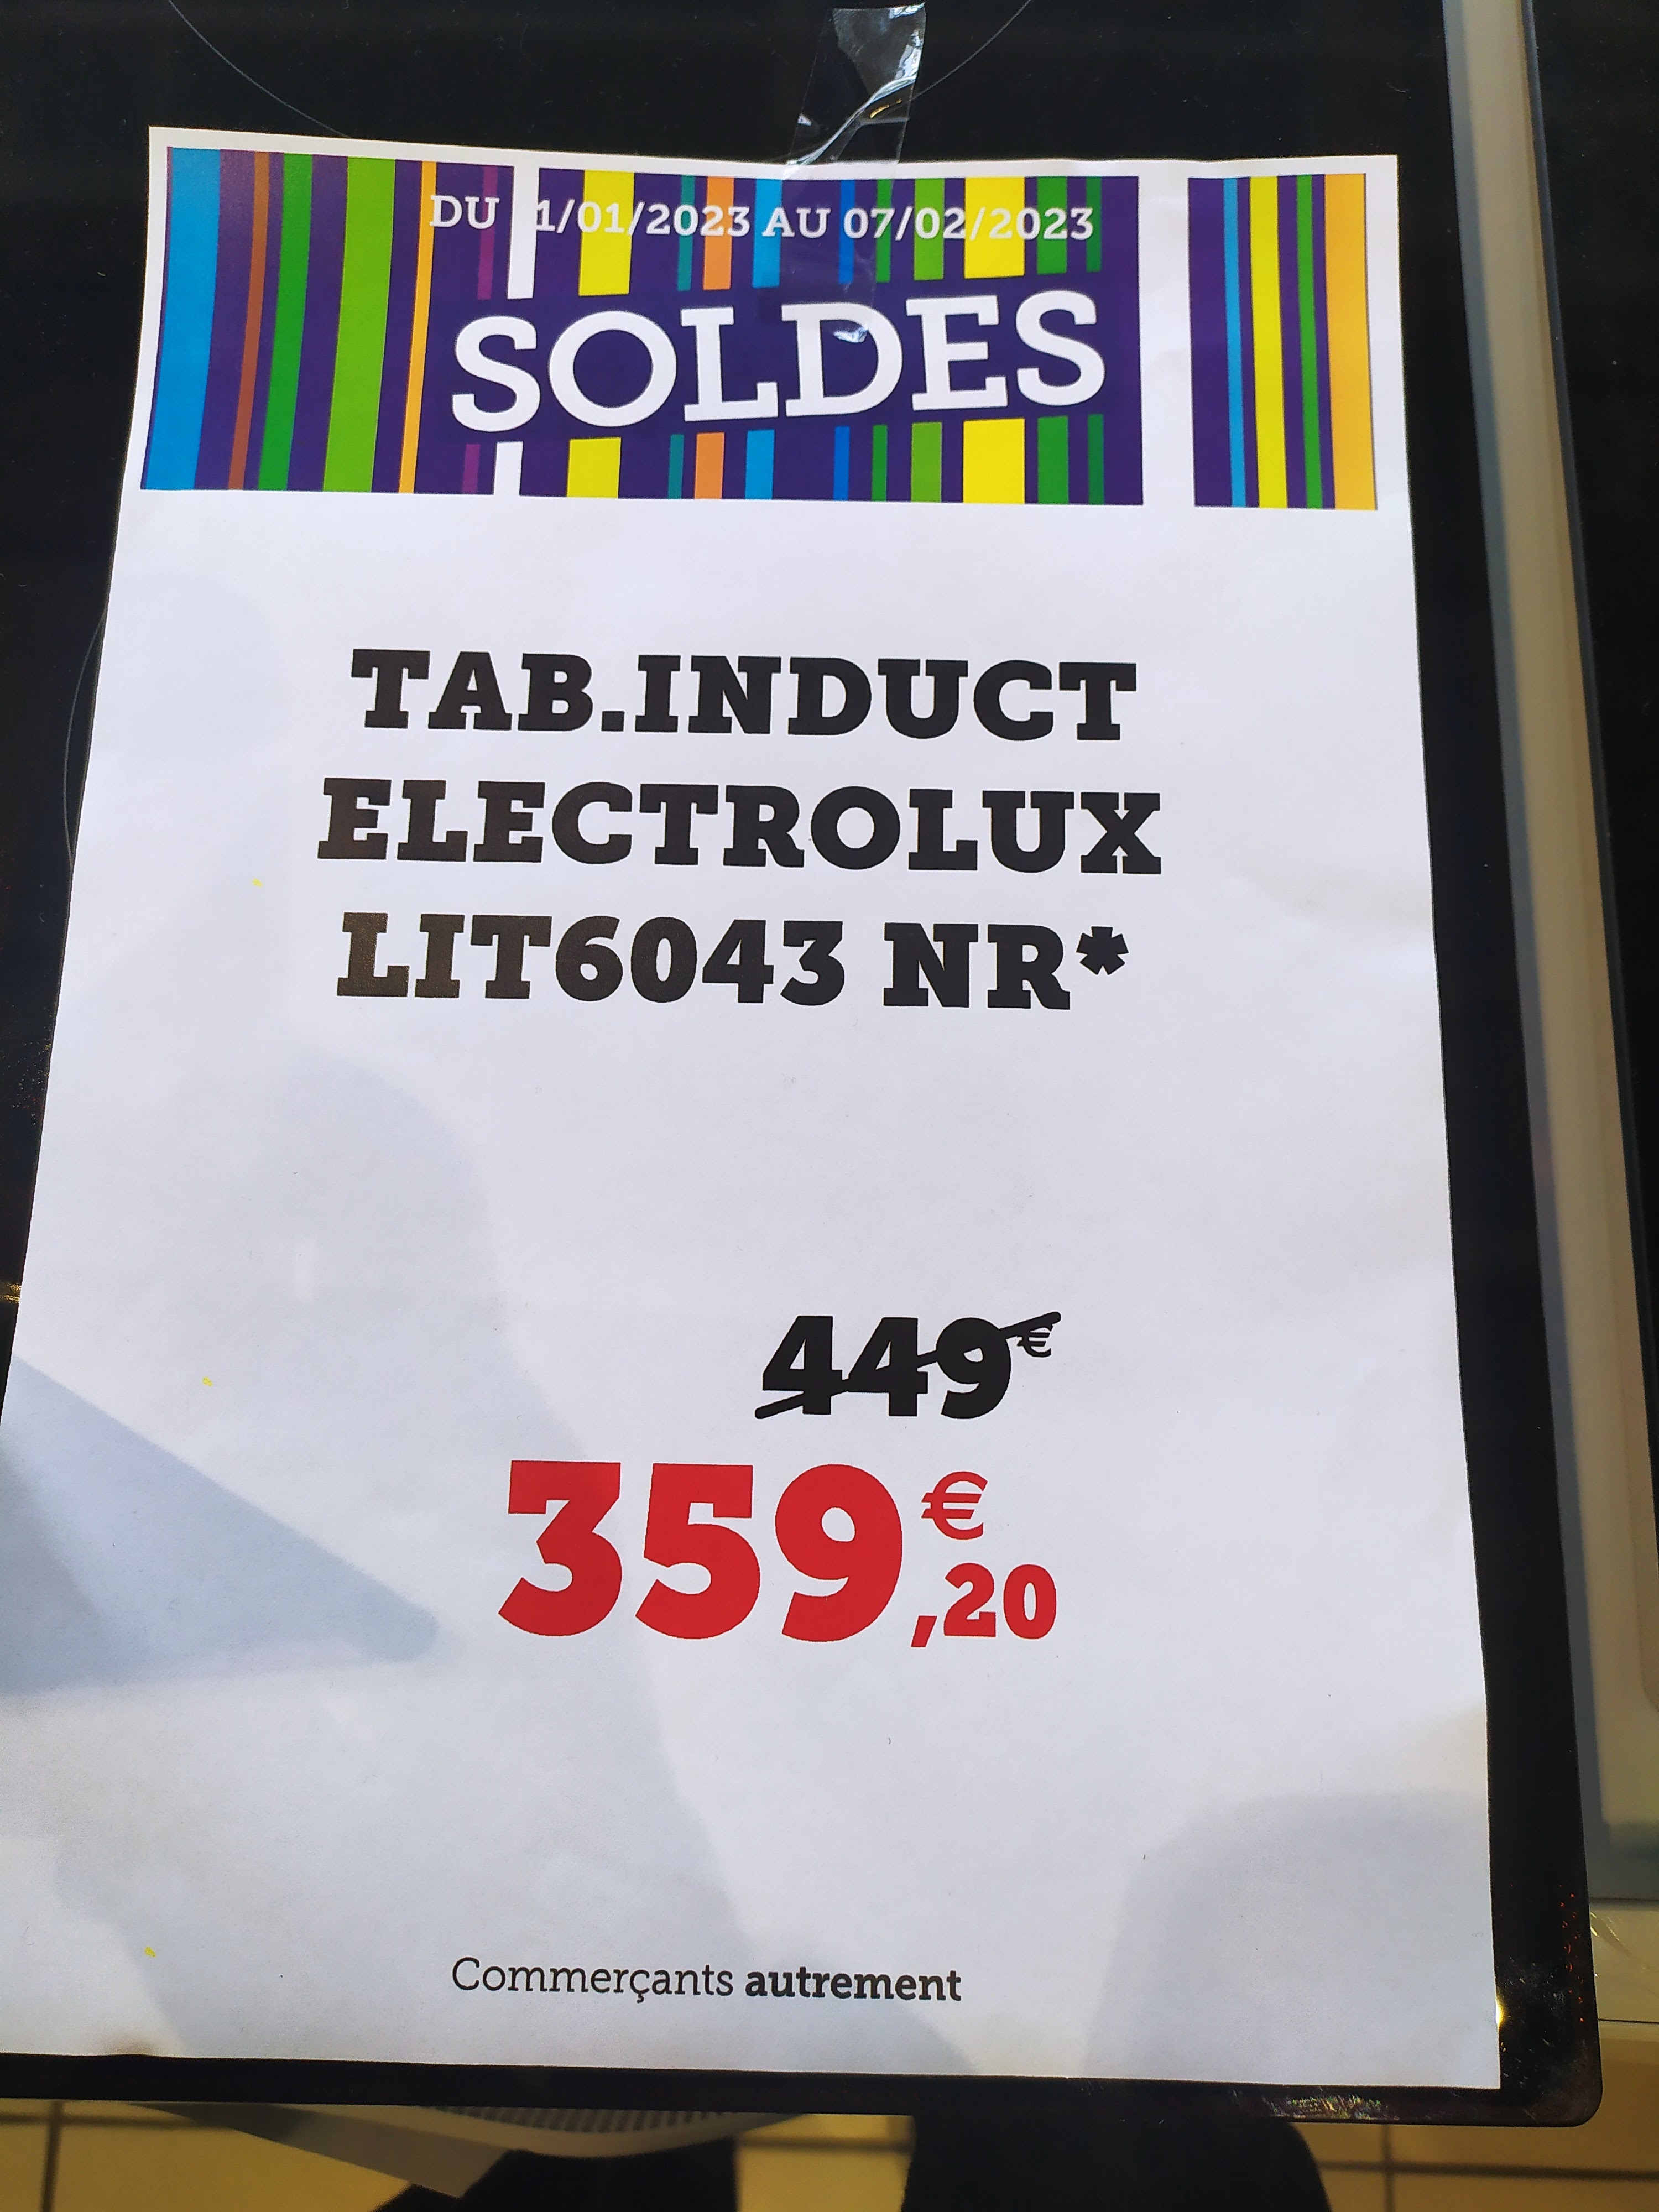 DU 1/01/2023 AU 07/02/2023
SOLDES
TAB.INDUCT
ELECTROLUX
LIT6043 NR*
449€
359€,20
Commerçants autrement